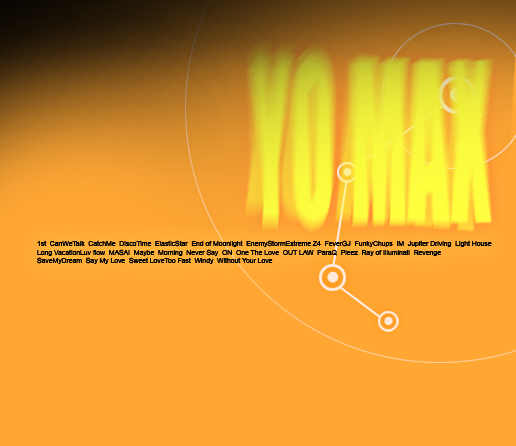 YO MAX
1st CanWeTalk CatchMe DiscoTime ElasticStar End of Moonlight EnemyStormExtreme Z4 FeverGJ FunkyChups IM Jupiter Driving Light House
Long VacationLuv flow MASAI Maybe Morning Never Say ON One The Love OUT LAW ParaQ Pleez Ray of Illuminati Revenge
SaveMyDream Say My Love Sweet LoveToo Fast Windy Without Your Love